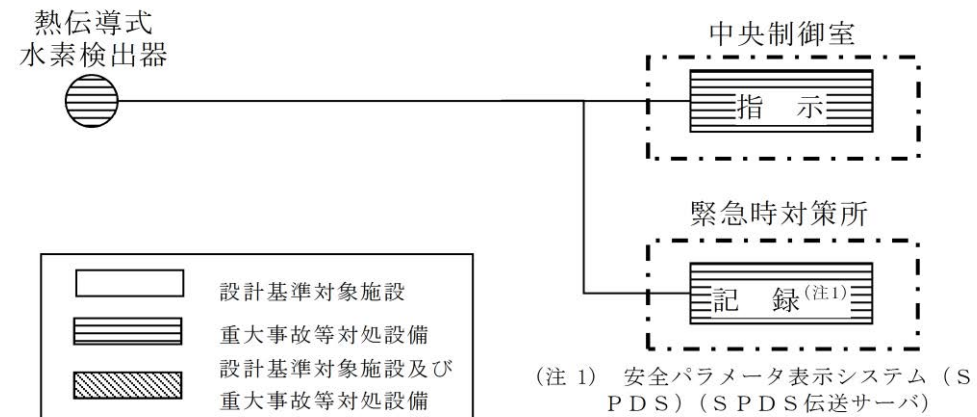 熱伝導式
水素検出器
中央制御室
指　示
緊急時対策所
記　録(注1)
設計基準対象施設
重大事故等対処設備
設計基準対象施設及び
重大事故等対処設備
(注 1)　安全パラメータ表示システム（Ｓ
ＰＤＳ）（ＳＰＤＳ伝送サーバ）